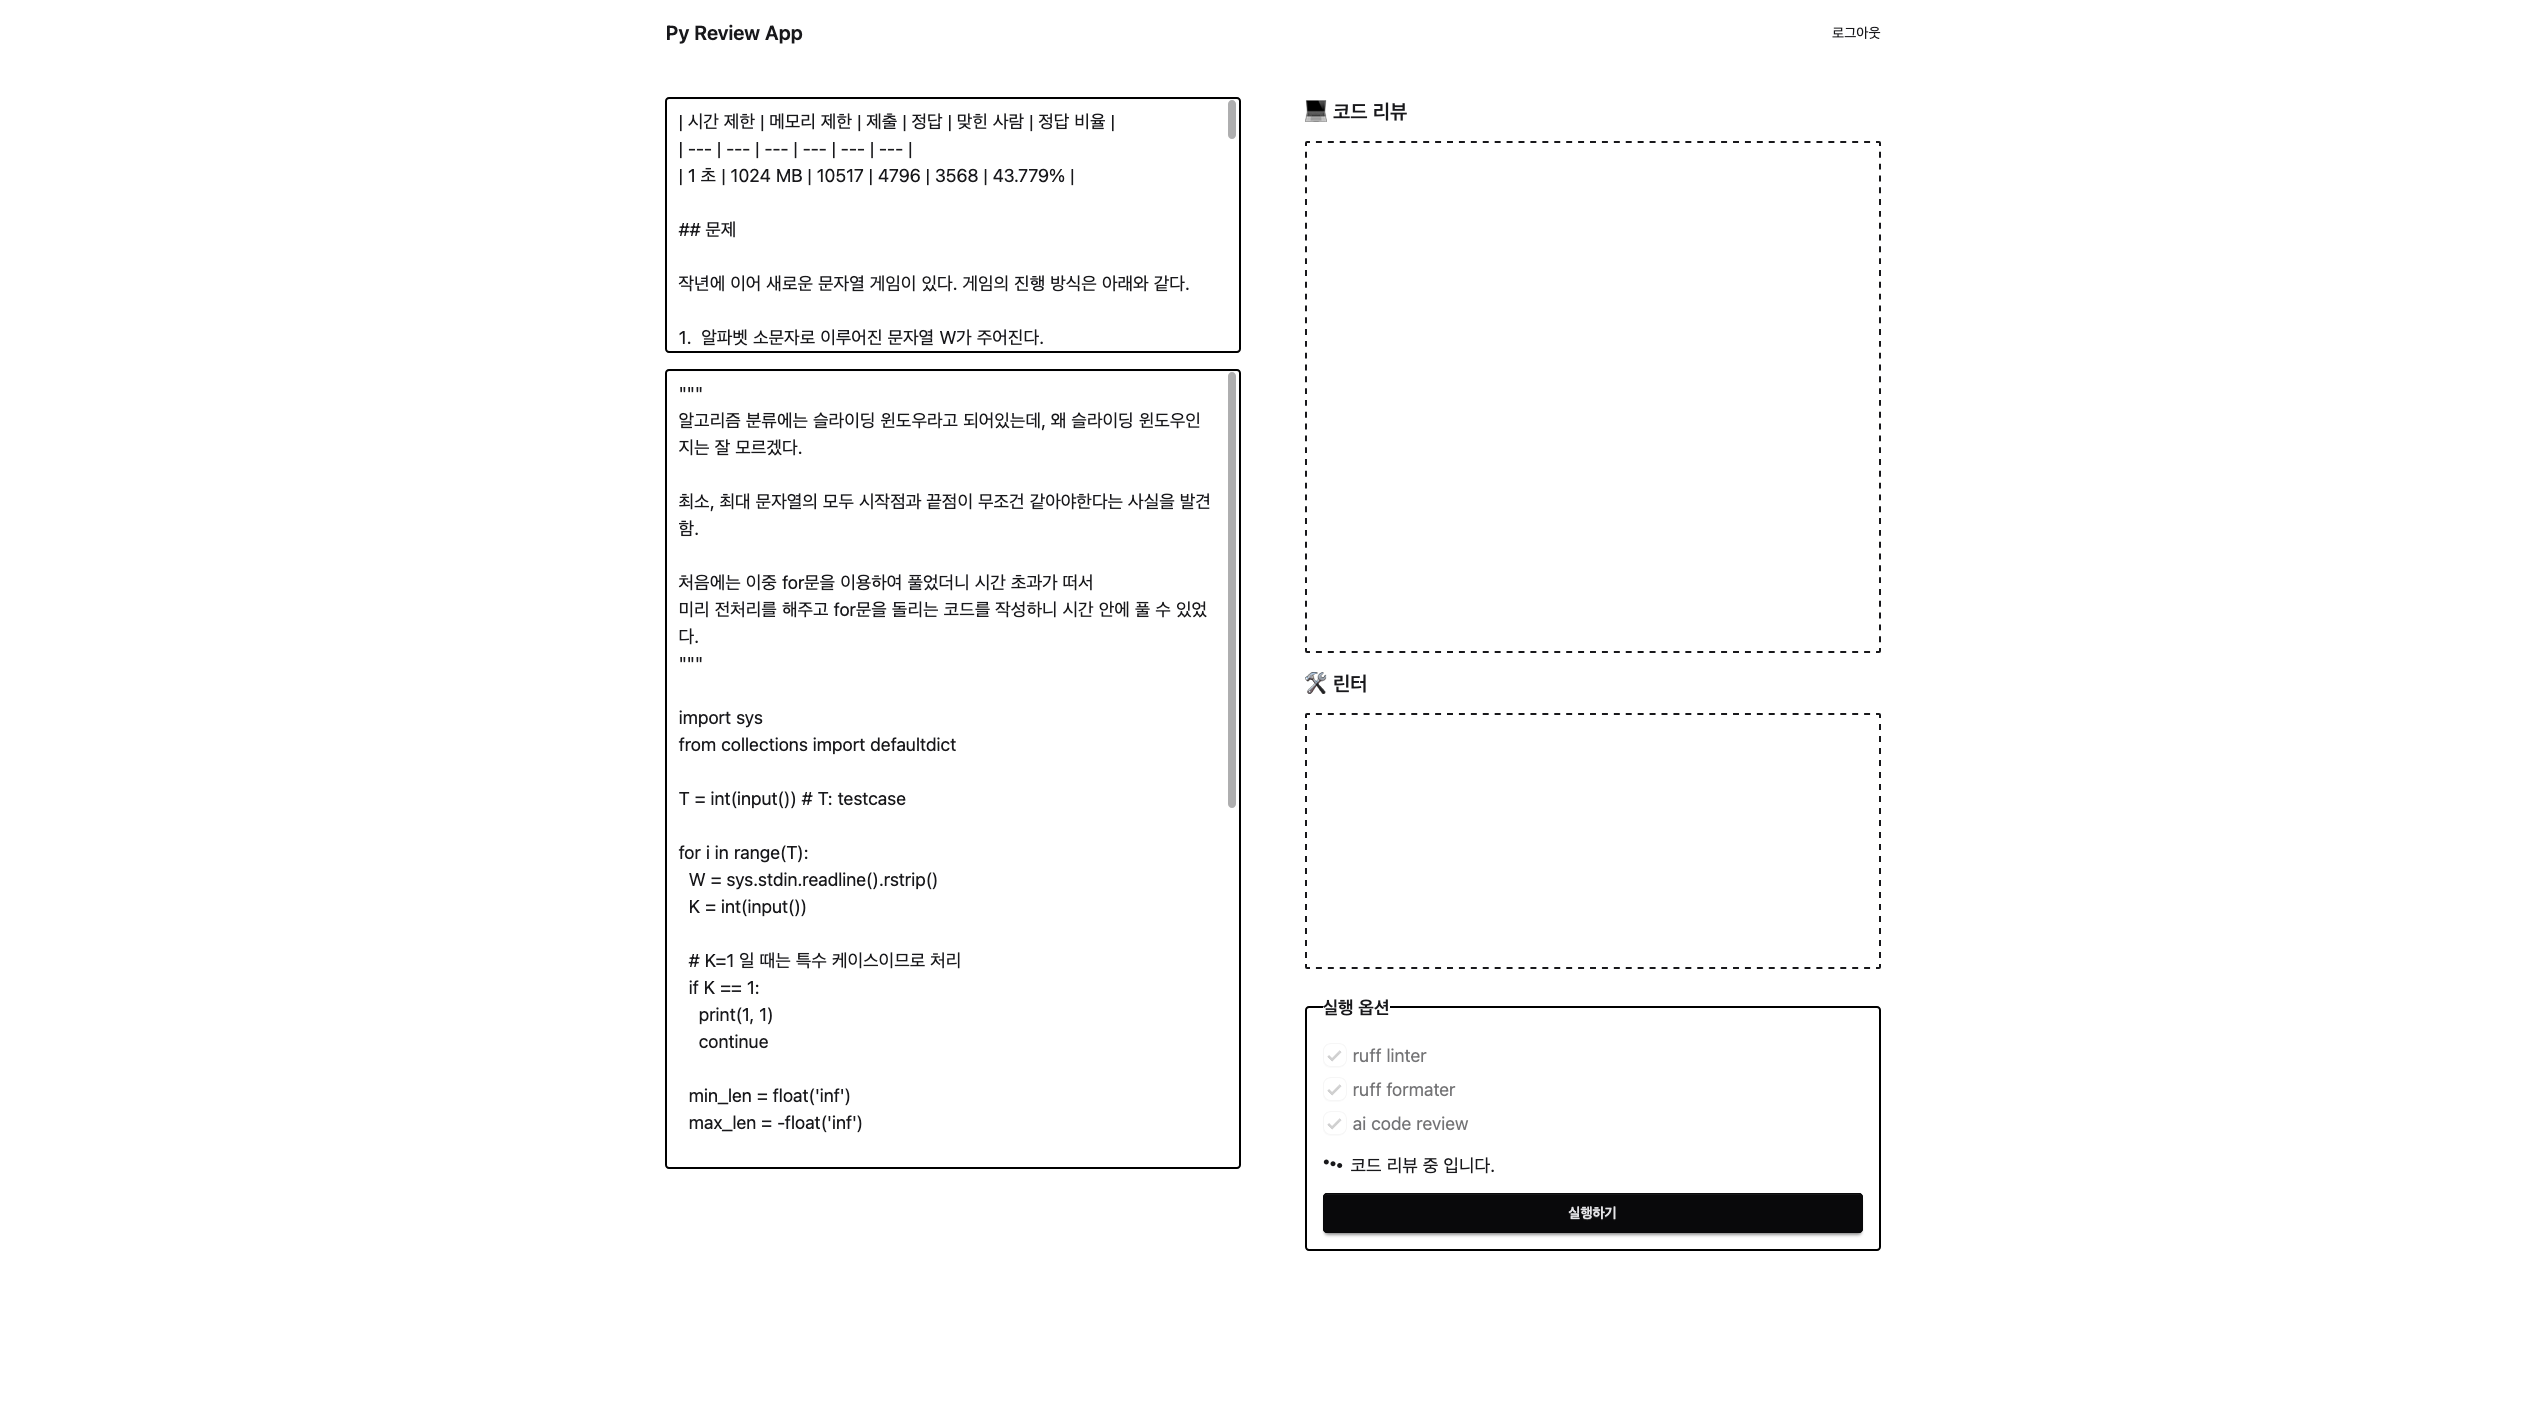 Py Review App
로그아웃
| 시간 제한 | 메모리 제한 | 제출 | 정답 | 맞힌 사람 | 정답 비율 |
| --- | --- | --- | --- | --- | --- |
| 1 초 | 1024 MB | 10517 | 4796 | 3568 | 43.779% |
## 문제
작년에 이어 새로운 문자열 게임이 있다. 게임의 진행 방식은 아래와 같다.
1.  알파벳 소문자로 이루어진 문자열 W가 주어진다.
"""
알고리즘 분류에는 슬라이딩 윈도우라고 되어있는데, 왜 슬라이딩 윈도우인
지는 잘 모르겠다.
최소, 최대 문자열의 모두 시작점과 끝점이 무조건 같아야한다는 사실을 발견
함.
처음에는 이중 for문을 이용하여 풀었더니 시간 초과가 떠서
미리 전처리를 해주고 for문을 돌리는 코드를 작성하니 시간 안에 풀 수 있었
다.
"""
import sys
from collections import defaultdict
T = int(input()) # T: testcase
for i in range(T):
  W = sys.stdin.readline().rstrip()
  K = int(input())
  # K=1 일 때는 특수 케이스이므로 처리
  if K == 1:
    print(1, 1)
    continue
  min_len = float('inf')
  max_len = -float('inf')
코드 리뷰
린터
실행 옵션
ruff linter
ruff formater
ai code review
코드 리뷰 중 입니다.
실행하기